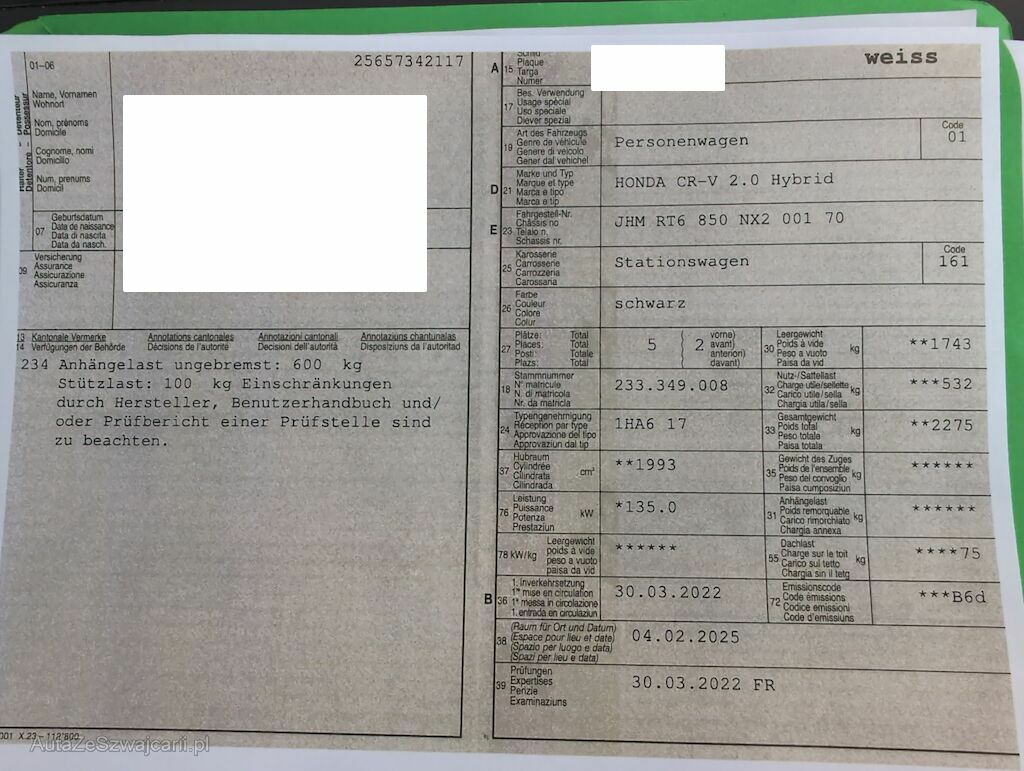 01–06
25657342117
Name, Vornamen
Wohnort
Nom, prénoms
Domicile
Cognome, nomi
Domicilio
Num, prenums
Domicil
07
Geburtsdatum
Date de naissance
Data di nascita
Data da nasch.
09
Versicherung
Assurance
Assicurazione
Assicuranza
13 Kantonale Vermerke Annotations cantonales Annotazioni cantonali Annotaziuns chantunalas
14 Verfügungen der Behörde Décisions de l'autorité Decisioni dell'autorità Disposiziuns da l'autoritad
234 Anhängelast ungebremst: 600 kg
Stützlast: 100 kg Einschränkungen
durch Hersteller, Benutzerhandbuch und/
oder Prüfbericht einer Prüfstelle sind
zu beachten.
A 15
Schild
Plaque
Targa
Numer
weiss
17
Bes. Verwendung
Usage spécial
Uso speciale
Diever spezial
19
Art des Fahrzeugs
Genre de véhicule
Genere di veicolo
Gener dal vehichel
Personenwagen
Code
01
D 21
Marke und Typ
Marque et type
Marca e tipo
Marca e tip
HONDA CR-V 2.0 Hybrid
E 23
Fahrgestell-Nr.
Châssis no
Telaio n.
Schassis nr.
JHM RT6 850 NX2 001 70
25
Karosserie
Carrosserie
Carrozzeria
Carossaria
Stationswagen
Code
161
26
Farbe
Couleur
Colore
Colur
schwarz
27
Plätze: Total
Places: Total
Posti: Totale
Plazs: Total
5
2
vorne)
avant)
anteriori)
davant)
30
Leergewicht
Poids à vide
Peso a vuoto
Paisa da vid
kg
**1743
18
Stammnummer
N° matricule
N. di matricola
Nr. da matricla
233.349.008
32
Nutz-/Sattellast
Charge utile/sellette
Carico utile/sella
Chargia utila/sella
kg
***532
24
Typengenehmigung
Réception par type
Approvazione del tipo
Approvaziun dal tip
1HA6 17
33
Gesamtgewicht
Poids total
Peso totale
Paisa totala
kg
**2275
37
Hubraum
Cylindrée
Cilindrata
Cilindrada
cm³
**1993
35
Gewicht des Zuges
Poids de l'ensemble
Peso del convoglio
Paisa cumposiziun
kg
******
76
Leistung
Puissance
Potenza
Prestaziun
kW
*135.0
31
Anhängelast
Poids remorquable
Carico rimorchiato
Chargia annexa
kg
******
78 kW/kg
Leergewicht
poids à vide
peso a vuoto
paisa da vid
******
55
Dachlast
Charge sur le toit
Carico sul tetto
Chargia sin il tetg
kg
****75
B 36
1. Inverkehrsetzung
1re mise en circulation
1a messa in circolazione
1. entrada en circulaziun
30.03.2022
72
Emissionscode
Code émissions
Codice emissioni
Code d'emissiuns
***B6d
38
(Raum für Ort und Datum)
(Espace pour lieu et date)
(Spazio per luogo e data)
(Spazi per lieu e data)
04.02.2025
39
Prüfungen
Expertises
Perizie
Examinaziuns
30.03.2022 FR
AutaZeSzwajcarii.pl